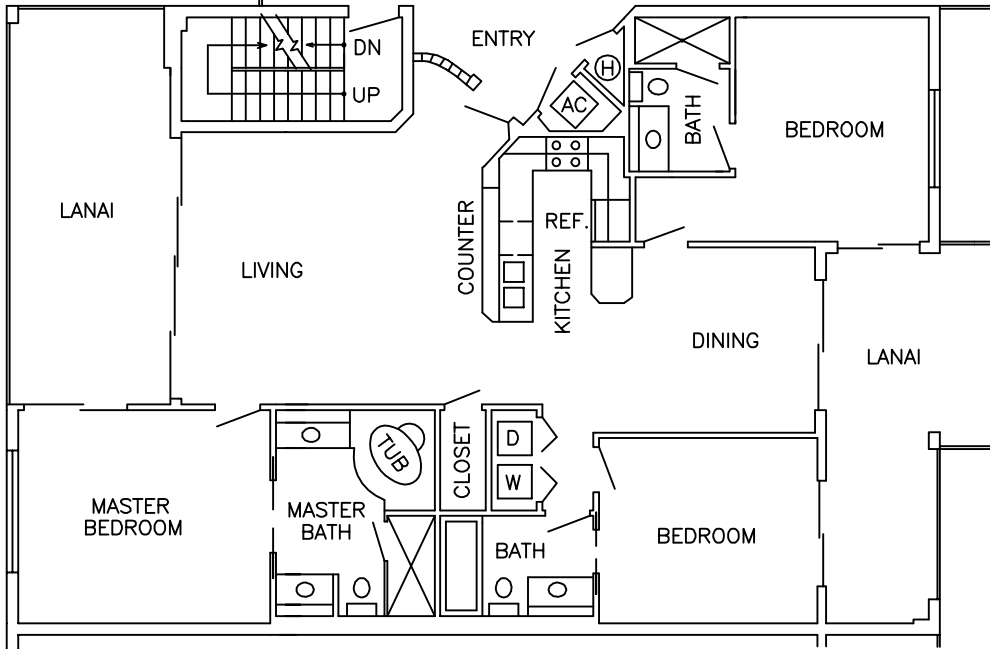 ENTRY
DN
UP
H
AC
BATH
BEDROOM
LANAI
LIVING
COUNTER
REF.
KITCHEN
DINING
LANAI
MASTER
BEDROOM
TUB
MASTER
BATH
CLOSET
D
W
BATH
BEDROOM